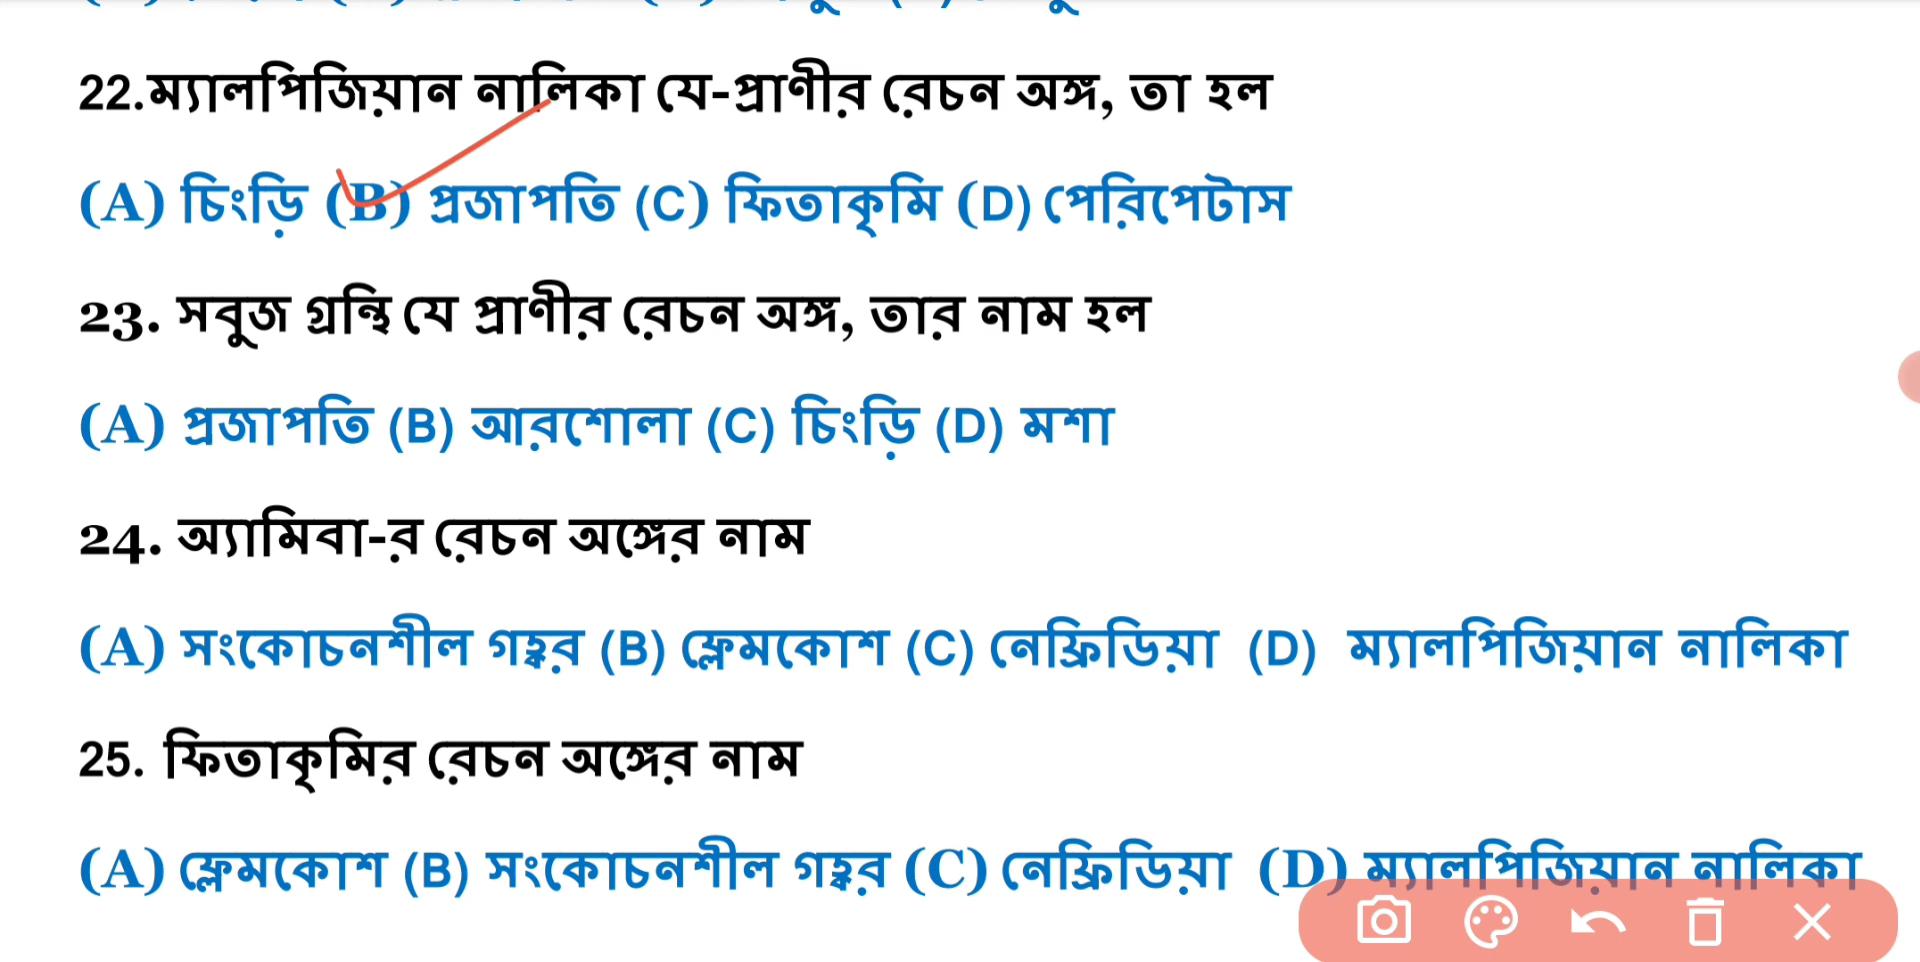 22.ম্যালপিজিয়ান নালিকা যে-প্রাণীর রেচন অঙ্গ, তা হল
(A) চিংড়ি (B) প্রজাপতি (C) ফিতাকৃমি (D) পেরিপেটাস
23. সবুজ গ্রন্থি যে প্রাণীর রেচন অঙ্গ, তার নাম হল
(A) প্রজাপতি (B) আরশোলা (C) চিংড়ি (D) মশা
24. অ্যামিবা-র রেচন অঙ্গের নাম
(A) সংকোচনশীল গহ্বর (B) ফ্লেমকোশ (C) নেফ্রিডিয়া (D) ম্যালপিজিয়ান নালিকা
25. ফিতাকৃমির রেচন অঙ্গের নাম
(A) ফ্লেমকোশ (B) সংকোচনশীল গহ্বর (C) নেফ্রিডিয়া (D) ম্যালপিজিয়ান নালিকা